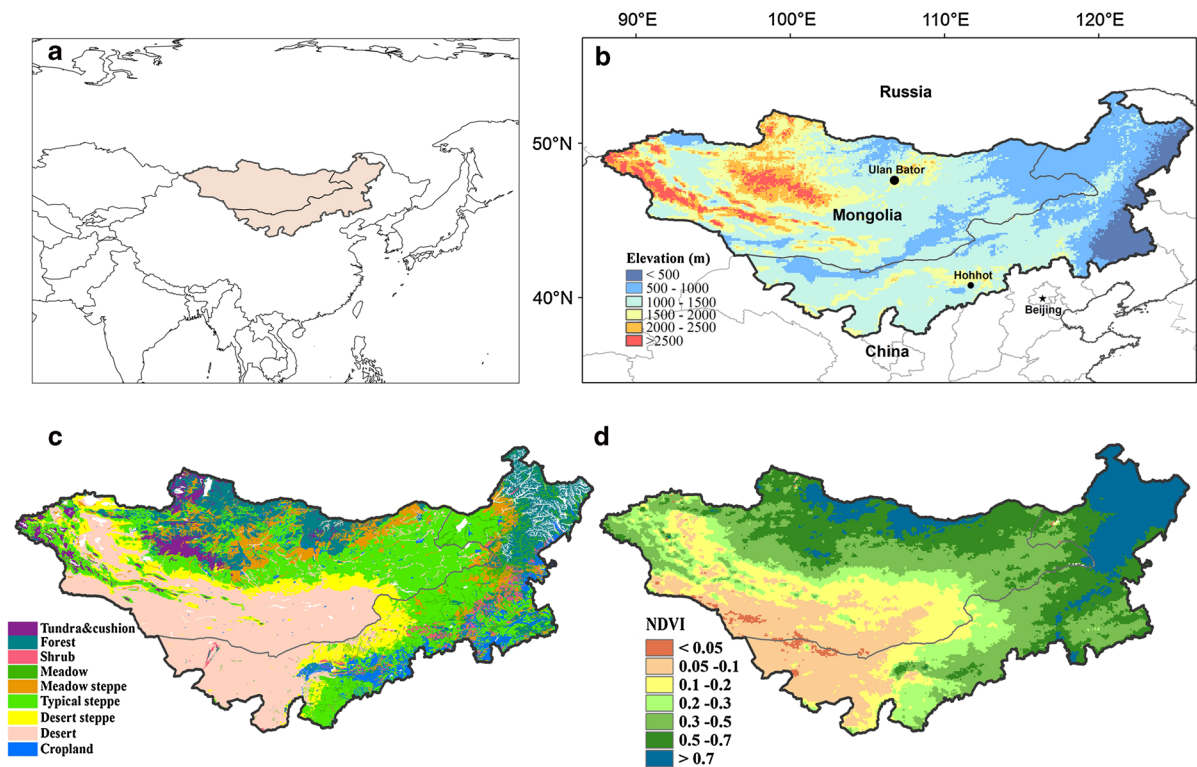 a
90°E 100°E 110°E 120°E
b
50°N
40°N
Russia
Ulan Bator
Mongolia
Hohhot
Beijing
China
Elevation (m)
< 500
500 - 1000
1000 - 1500
1500 - 2000
2000 - 2500
>2500
c
Tundra&cushion
Forest
Shrub
Meadow
Meadow steppe
Typical steppe
Desert steppe
Desert
Cropland
d
NDVI
< 0.05
0.05 -0.1
0.1 -0.2
0.2 -0.3
0.3 -0.5
0.5 -0.7
> 0.7